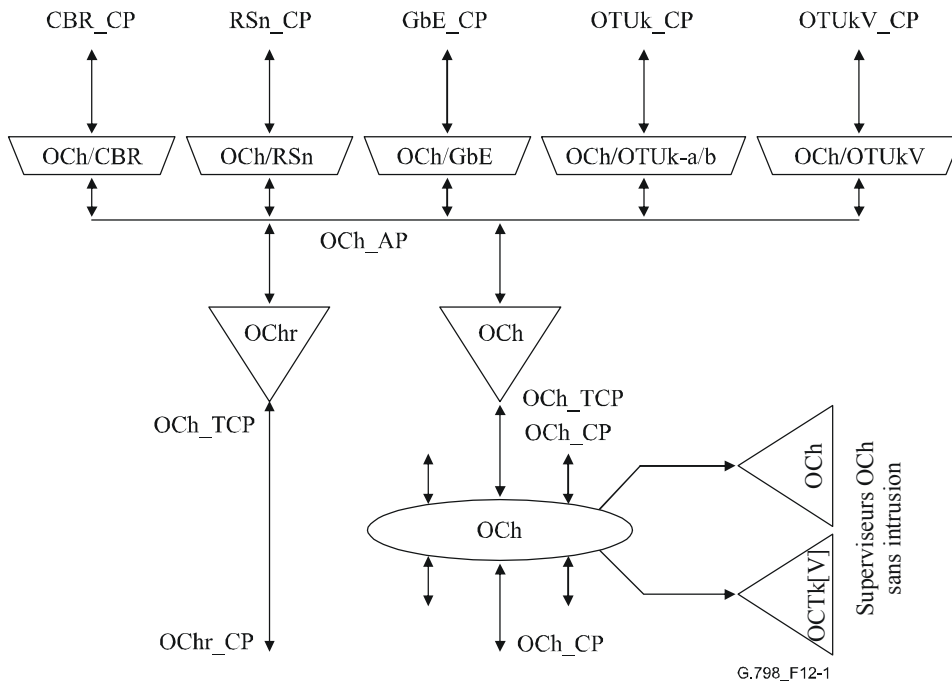 CBR_CP
RSn_CP
GbE_CP
OTUk_CP
OTUkV_CP
OCh/CBR
OCh/RSn
OCh/GbE
OCh/OTUk-a/b
OCh/OTUkV
OCh_AP
OChr
OCh
OCh_TCP
OCh_TCP
OCh_CP
OCh
OCh
OCTk[V]
Superviseurs OCh
sans intrusion
OChr_CP
OCh_CP
G.798_F12-1